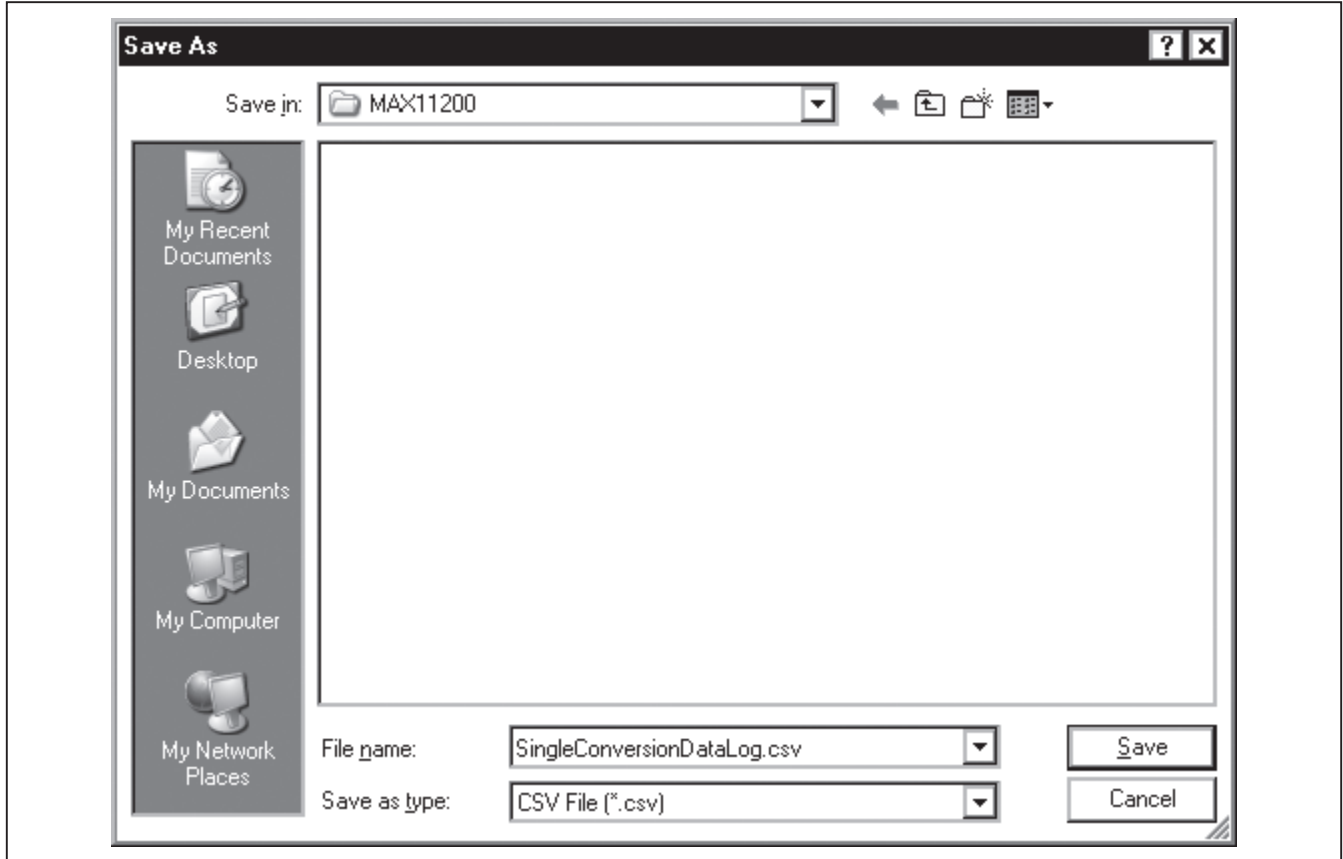 Save As
Save in: MAX11200
My Recent
Documents
Desktop
My Documents
My Computer
My Network
Places
File name: SingleConversionDataLog.csv Save
Save as type: CSV File (*.csv) Cancel